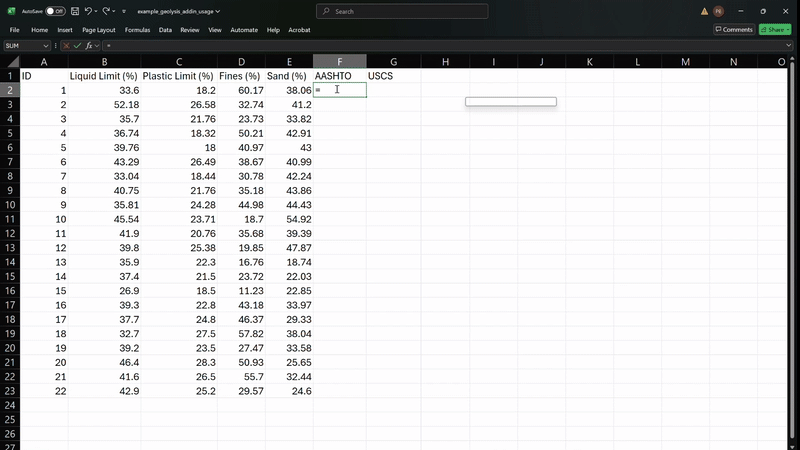 AutoSave Off example_geolysis_addin_usage Search PR
File Home Insert Page Layout Formulas Data Review View Automate Help Acrobat Comments Share
SUM fx =
A B C D E F G H I J K L M N O
1 ID Liquid Limit (%) Plastic Limit (%) Fines (%) Sand (%) AASHTO USCS
2 1 33.6 18.2 60.17 38.06 =
3 2 52.18 26.58 32.74 41.2
4 3 35.7 21.76 23.73 33.82
5 4 36.74 18.32 50.21 42.91
6 5 39.76 18 40.97 43
7 6 43.29 26.49 38.67 40.99
8 7 33.04 18.44 30.78 42.24
9 8 40.75 21.76 35.18 43.86
10 9 35.81 24.28 44.98 44.43
11 10 45.54 23.71 18.7 54.92
12 11 41.9 20.76 35.68 39.39
13 12 39.8 25.38 19.85 47.87
14 13 35.9 22.3 16.76 18.74
15 14 37.4 21.5 23.72 22.03
16 15 26.9 18.5 11.23 22.85
17 16 39.3 22.8 43.18 33.97
18 17 37.7 24.8 46.37 29.33
19 18 32.7 27.5 57.82 38.04
20 19 39.2 23.5 27.47 33.58
21 20 46.4 28.3 50.93 25.65
22 21 41.6 26.5 55.7 32.44
23 22 42.9 25.2 29.57 24.6
24
25
26
27